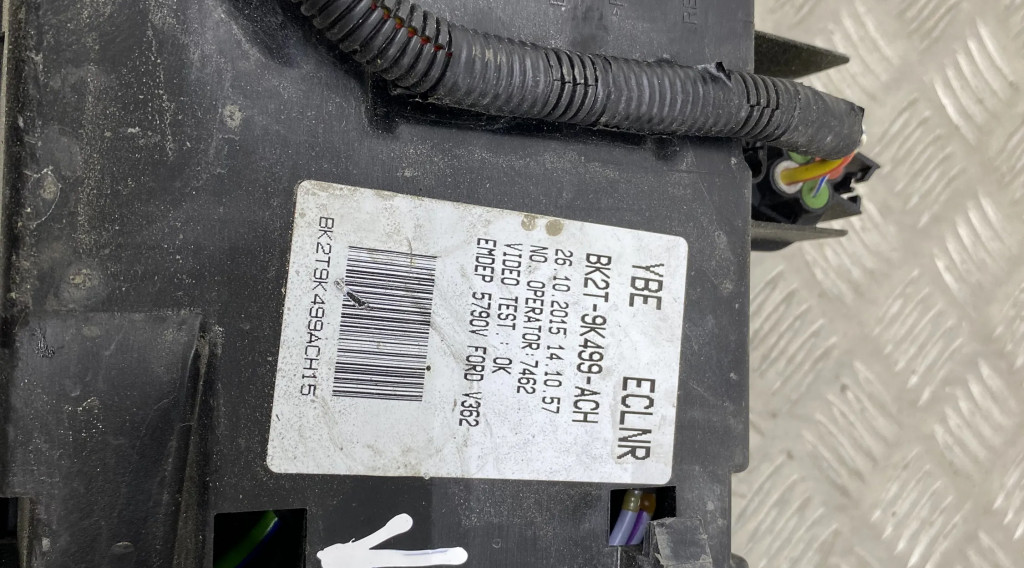 YBE ECLNR
BK2T-9K499-ACH
26.10.2015 14.10.57
NO. OPERATOR:7462
VIDEO TEST: OK
EMDEP 5790V FORD V362
BK2T9K499ACH15